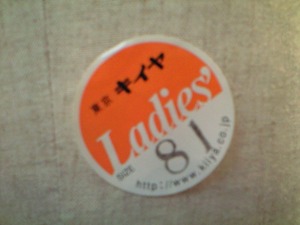 東京 キイヤ
Ladies'
SIZE 81
http://www.kiiya.co.jp